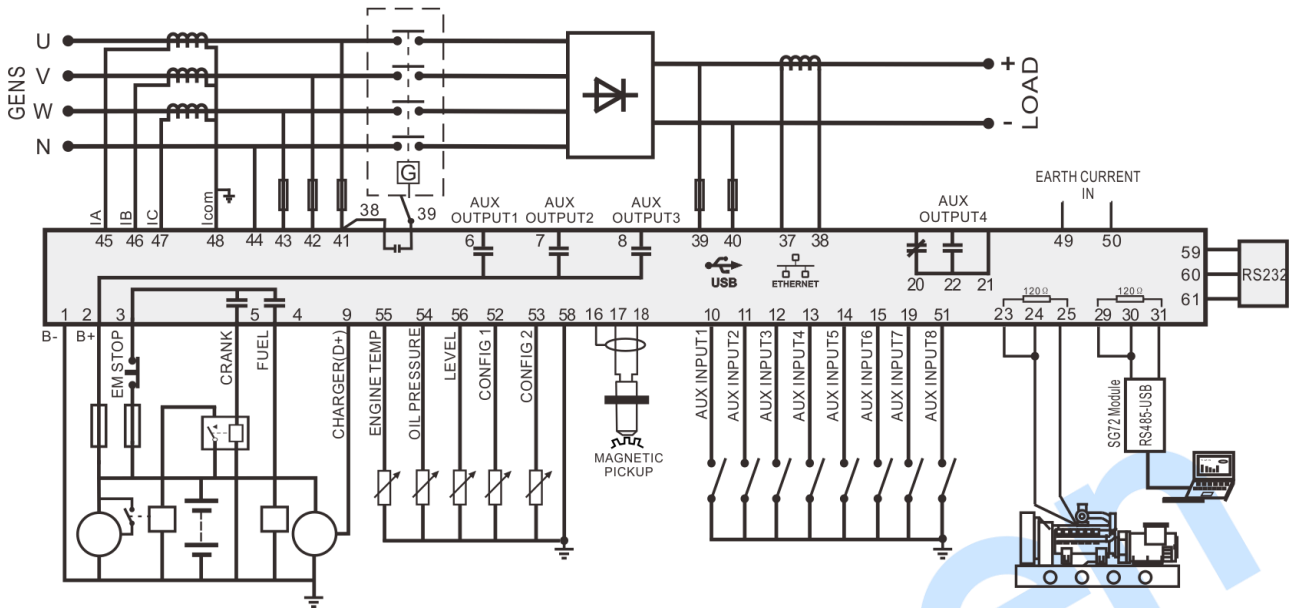 GENS
U
V
W
N
+
-
LOAD
G
IA
IB
IC
Icom
38
39
AUX
OUTPUT1
AUX
OUTPUT2
AUX
OUTPUT3
AUX
OUTPUT4
EARTH CURRENT
IN
45 46 47 48 44 43 42 41 6 7 8 39 40 37 38 49 50
USB
ETHERNET
20 22 21
59
60
61
RS232
120Ω
120Ω
1 2 3 5 4 9 55 54 56 52 53 58 16 17 18 10 11 12 13 14 15 19 51 23 24 25 29 30 31
B-
B+
EM STOP
CRANK
FUEL
CHARGER(D+)
ENGINE TEMP
OIL PRESSURE
LEVEL
CONFIG 1
CONFIG 2
MAGNETIC
PICKUP
AUX INPUT1
AUX INPUT2
AUX INPUT3
AUX INPUT4
AUX INPUT5
AUX INPUT6
AUX INPUT7
AUX INPUT8
SG72 Module
RS485-USB
en